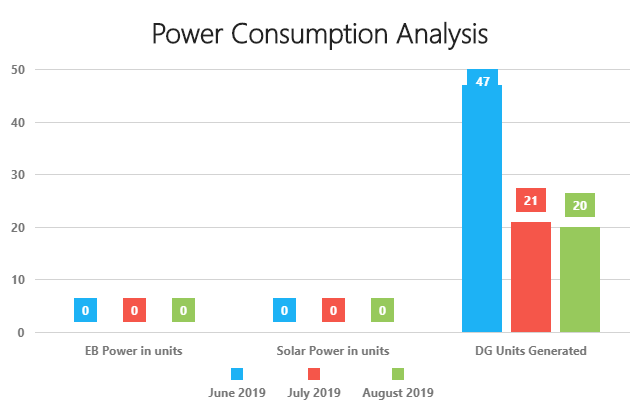 Power Consumption Analysis
50
47
40
30
21
20
20
10
0 0 0 0 0 0
0
EB Power in units Solar Power in units DG Units Generated
June 2019 July 2019 August 2019